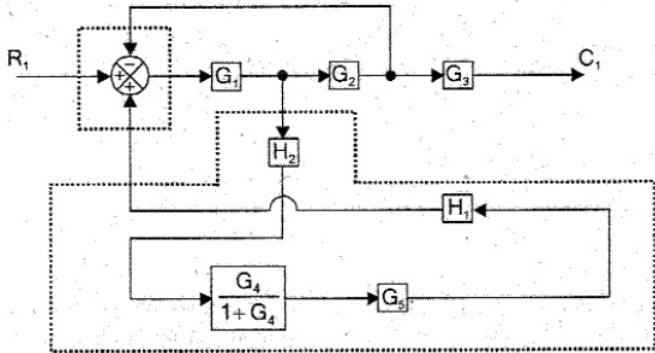 R₁
− 
+
+
G₁
G₂
G₃
C₁
H₂
H₁
G₄
1+G₄
G₅